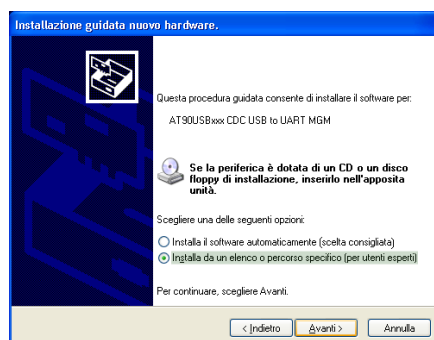 Installazione guidata nuovo hardware.
Questa procedura guidata consente di installare il software per:
AT90USBxxx CDC USB to UART MGM
Se la periferica è dotata di un CD o un disco
floppy di installazione, inserirlo nell'apposita
unità.
Scegliere una delle seguenti opzioni:
Installa il software automaticamente (scelta consigliata)
Installa da un elenco o percorso specifico (per utenti esperti)
Per continuare, scegliere Avanti.
< Indietro Avanti > Annulla